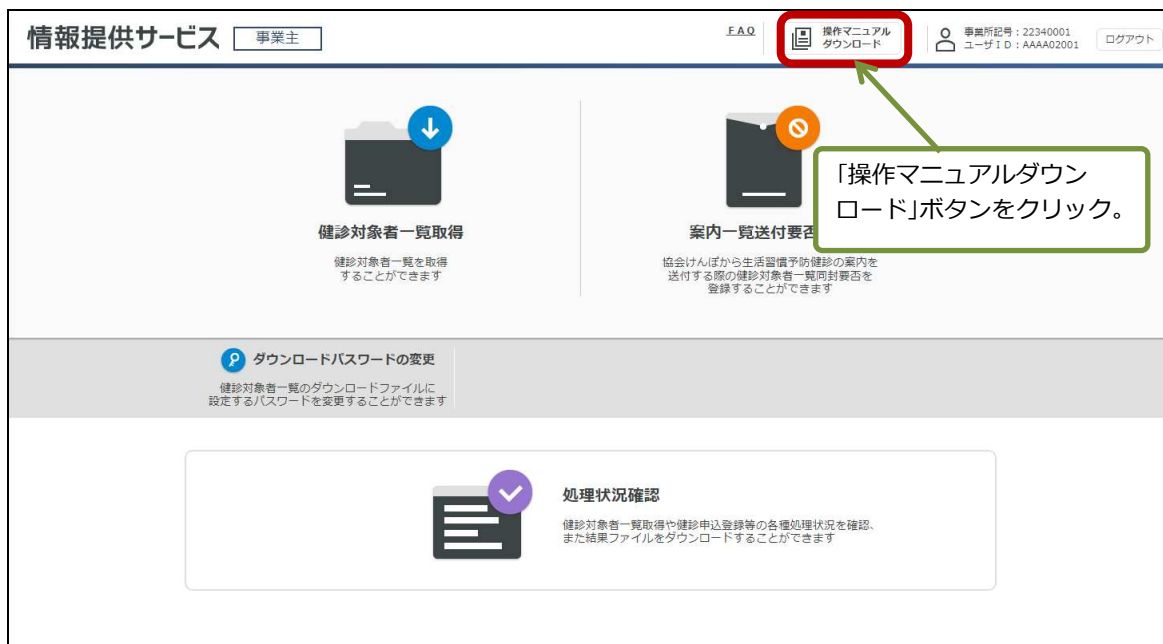 情報提供サービス 事業主
FAQ
操作マニュアル
ダウンロード
事業所記号：22340001
ユーザID：AAAA02001
ログアウト
「操作マニュアルダウン
ロード」ボタンをクリック。
健診対象者一覧取得
健診対象者一覧を取得
することができます
案内一覧送付要否
協会けんぽから生活習慣予防健診の案内を
送付する際の健診対象者一覧同封要否を
登録することができます
ダウンロードパスワードの変更
健診対象者一覧のダウンロードファイルに
設定するパスワードを変更することができます
処理状況確認
健診対象者一覧取得や健診申込登録等の各種処理状況を確認、
また結果ファイルをダウンロードすることができます